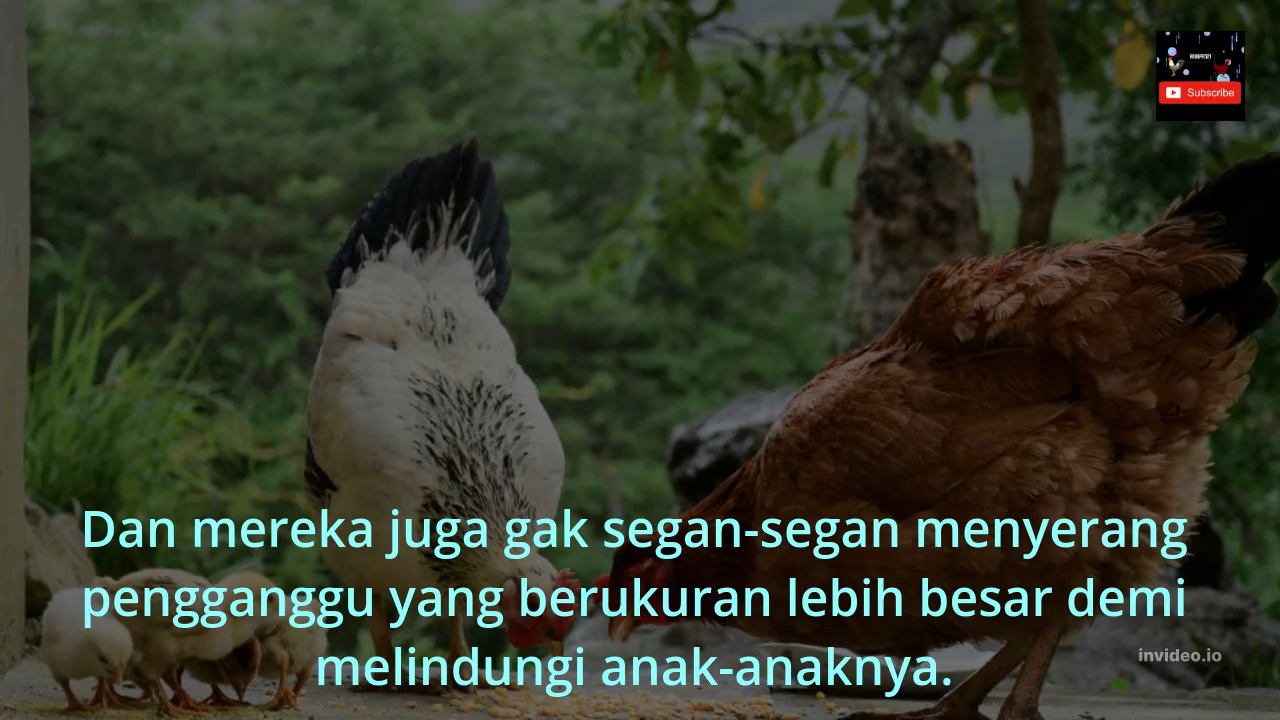 Subscribe
Dan mereka juga gak segan-segan menyerang
pengganggu yang berukuran lebih besar demi
melindungi anak-anaknya.
invideo.io